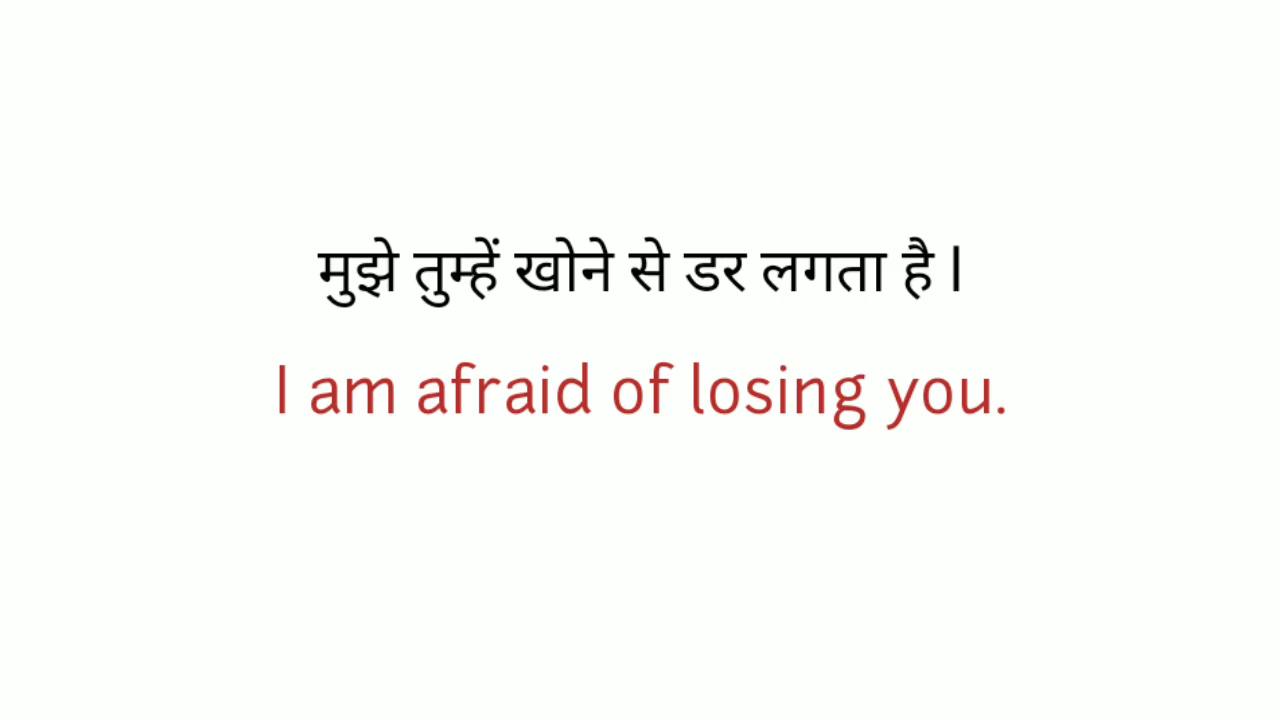 मुझे तुम्हें खोने से डर लगता है l
I am afraid of losing you.